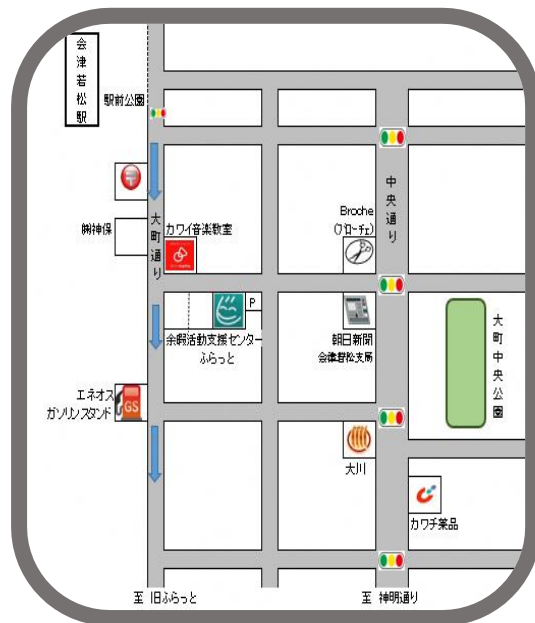 会津若松駅
駅前公園
㈱神保
大町通り
カワイ音楽教室
Broche
(ブローチェ)
中央通り
P
余暇活動支援センター
ふらっと
朝日新聞
会津若松支局
大町中央公園
エネオス
ガソリンスタンド
GS
大川
カワチ薬品
至 旧ふらっと
至 神明通り